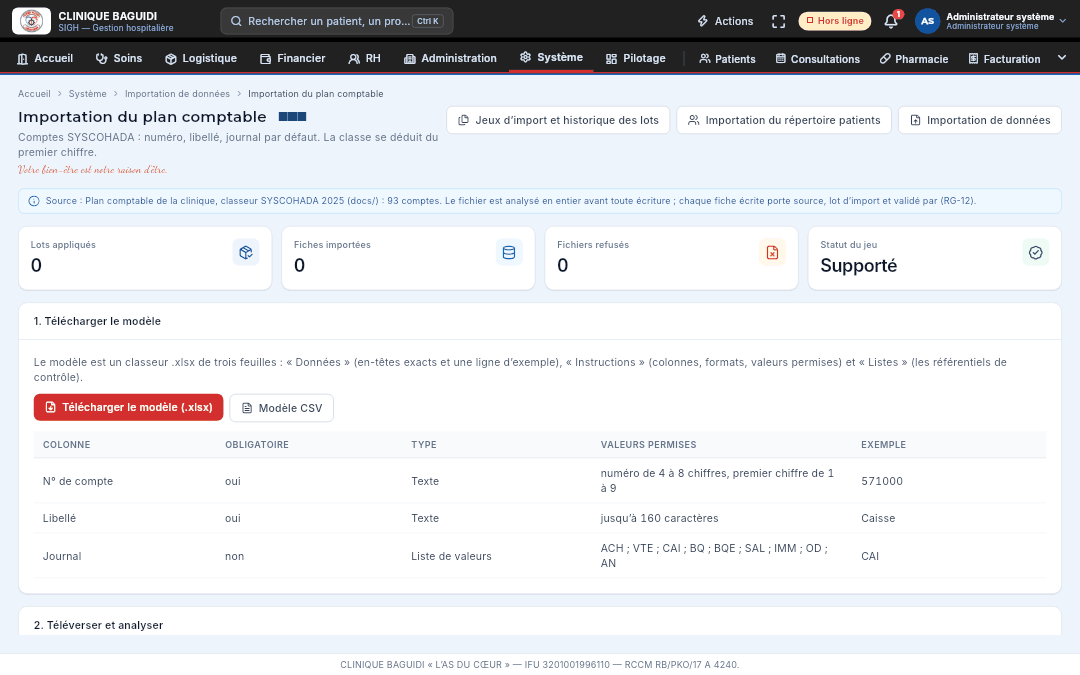 CLINIQUE BAGUIDI
SIGH — Gestion hospitalière
Rechercher un patient, un pro... Ctrl K
Actions
Hors ligne
1
AS
Administrateur système
Administrateur système
Accueil Soins Logistique Financier RH Administration Système Pilotage Patients Consultations Pharmacie Facturation
Accueil > Système > Importation de données > Importation du plan comptable
Importation du plan comptable
Comptes SYSCOHADA : numéro, libellé, journal par défaut. La classe se déduit du
premier chiffre.
Votre bien-être est notre raison d'être.
Jeux d'import et historique des lots
Importation du répertoire patients
Importation de données
Source : Plan comptable de la clinique, classeur SYSCOHADA 2025 (docs/) : 93 comptes. Le fichier est analysé en entier avant toute écriture ; chaque fiche écrite porte source, lot d'import et validé par (RG-12).
Lots appliqués
0
Fiches importées
0
Fichiers refusés
0
Statut du jeu
Supporté
1. Télécharger le modèle
Le modèle est un classeur .xlsx de trois feuilles : « Données » (en-têtes exacts et une ligne d'exemple), « Instructions » (colonnes, formats, valeurs permises) et « Listes » (les référentiels de
contrôle).
Télécharger le modèle (.xlsx)
Modèle CSV
COLONNE OBLIGATOIRE TYPE VALEURS PERMISES EXEMPLE
N° de compte oui Texte numéro de 4 à 8 chiffres, premier chiffre de 1
à 9 571000
Libellé oui Texte jusqu'à 160 caractères Caisse
Journal non Liste de valeurs ACH ; VTE ; CAI ; BQ ; BQE ; SAL ; IMM ; OD ;
AN CAI
2. Téléverser et analyser
CLINIQUE BAGUIDI « L'AS DU CŒUR » — IFU 3201001996110 — RCCM RB/PKO/17 A 4240.